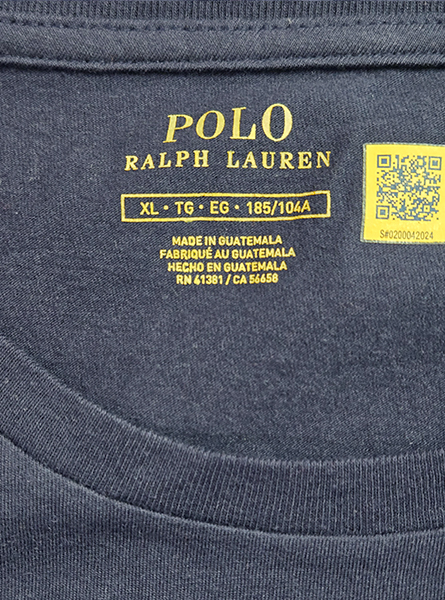 POLO
RALPH LAUREN
XL • TG • EG • 185/104A
MADE IN GUATEMALA
FABRIQUÉ AU GUATEMALA
HECHO EN GUATEMALA
RN 41381 / CA 56658
S#0200042024